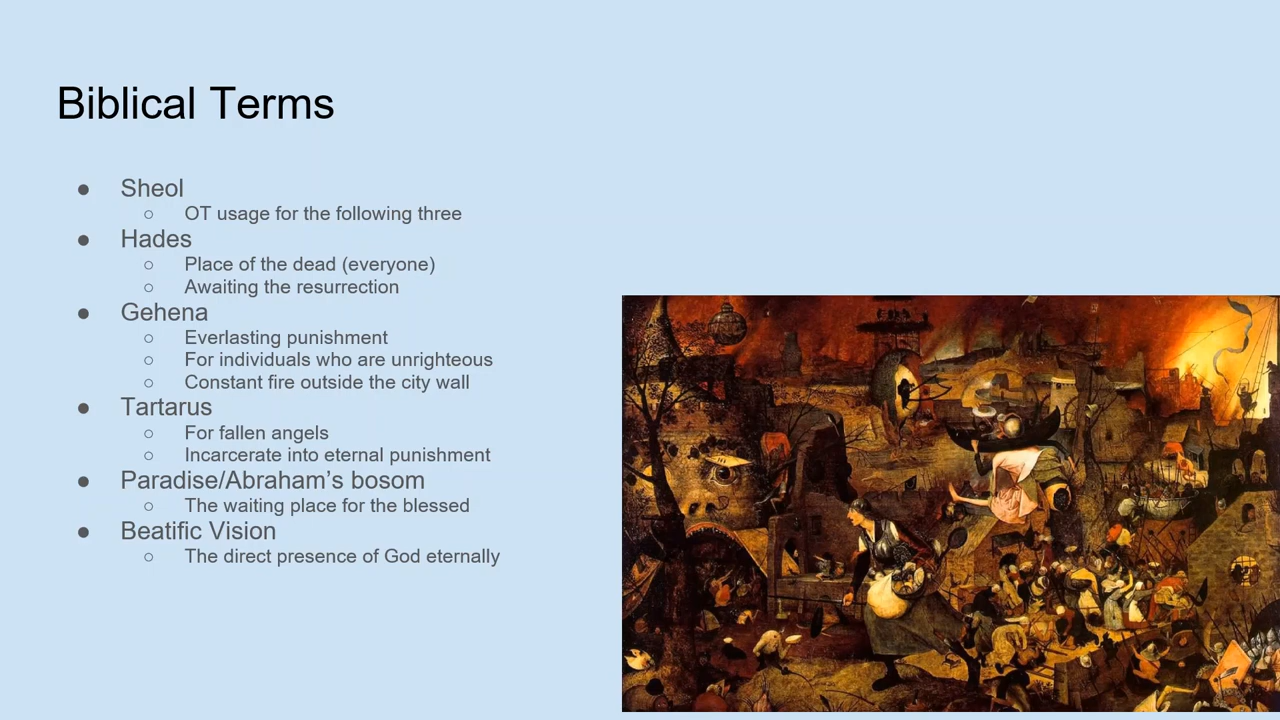 Biblical Terms
● Sheol
○ OT usage for the following three
● Hades
○ Place of the dead (everyone)
○ Awaiting the resurrection
● Gehena
○ Everlasting punishment
○ For individuals who are unrighteous
○ Constant fire outside the city wall
● Tartarus
○ For fallen angels
○ Incarcerate into eternal punishment
● Paradise/Abraham’s bosom
○ The waiting place for the blessed
● Beatific Vision
○ The direct presence of God eternally